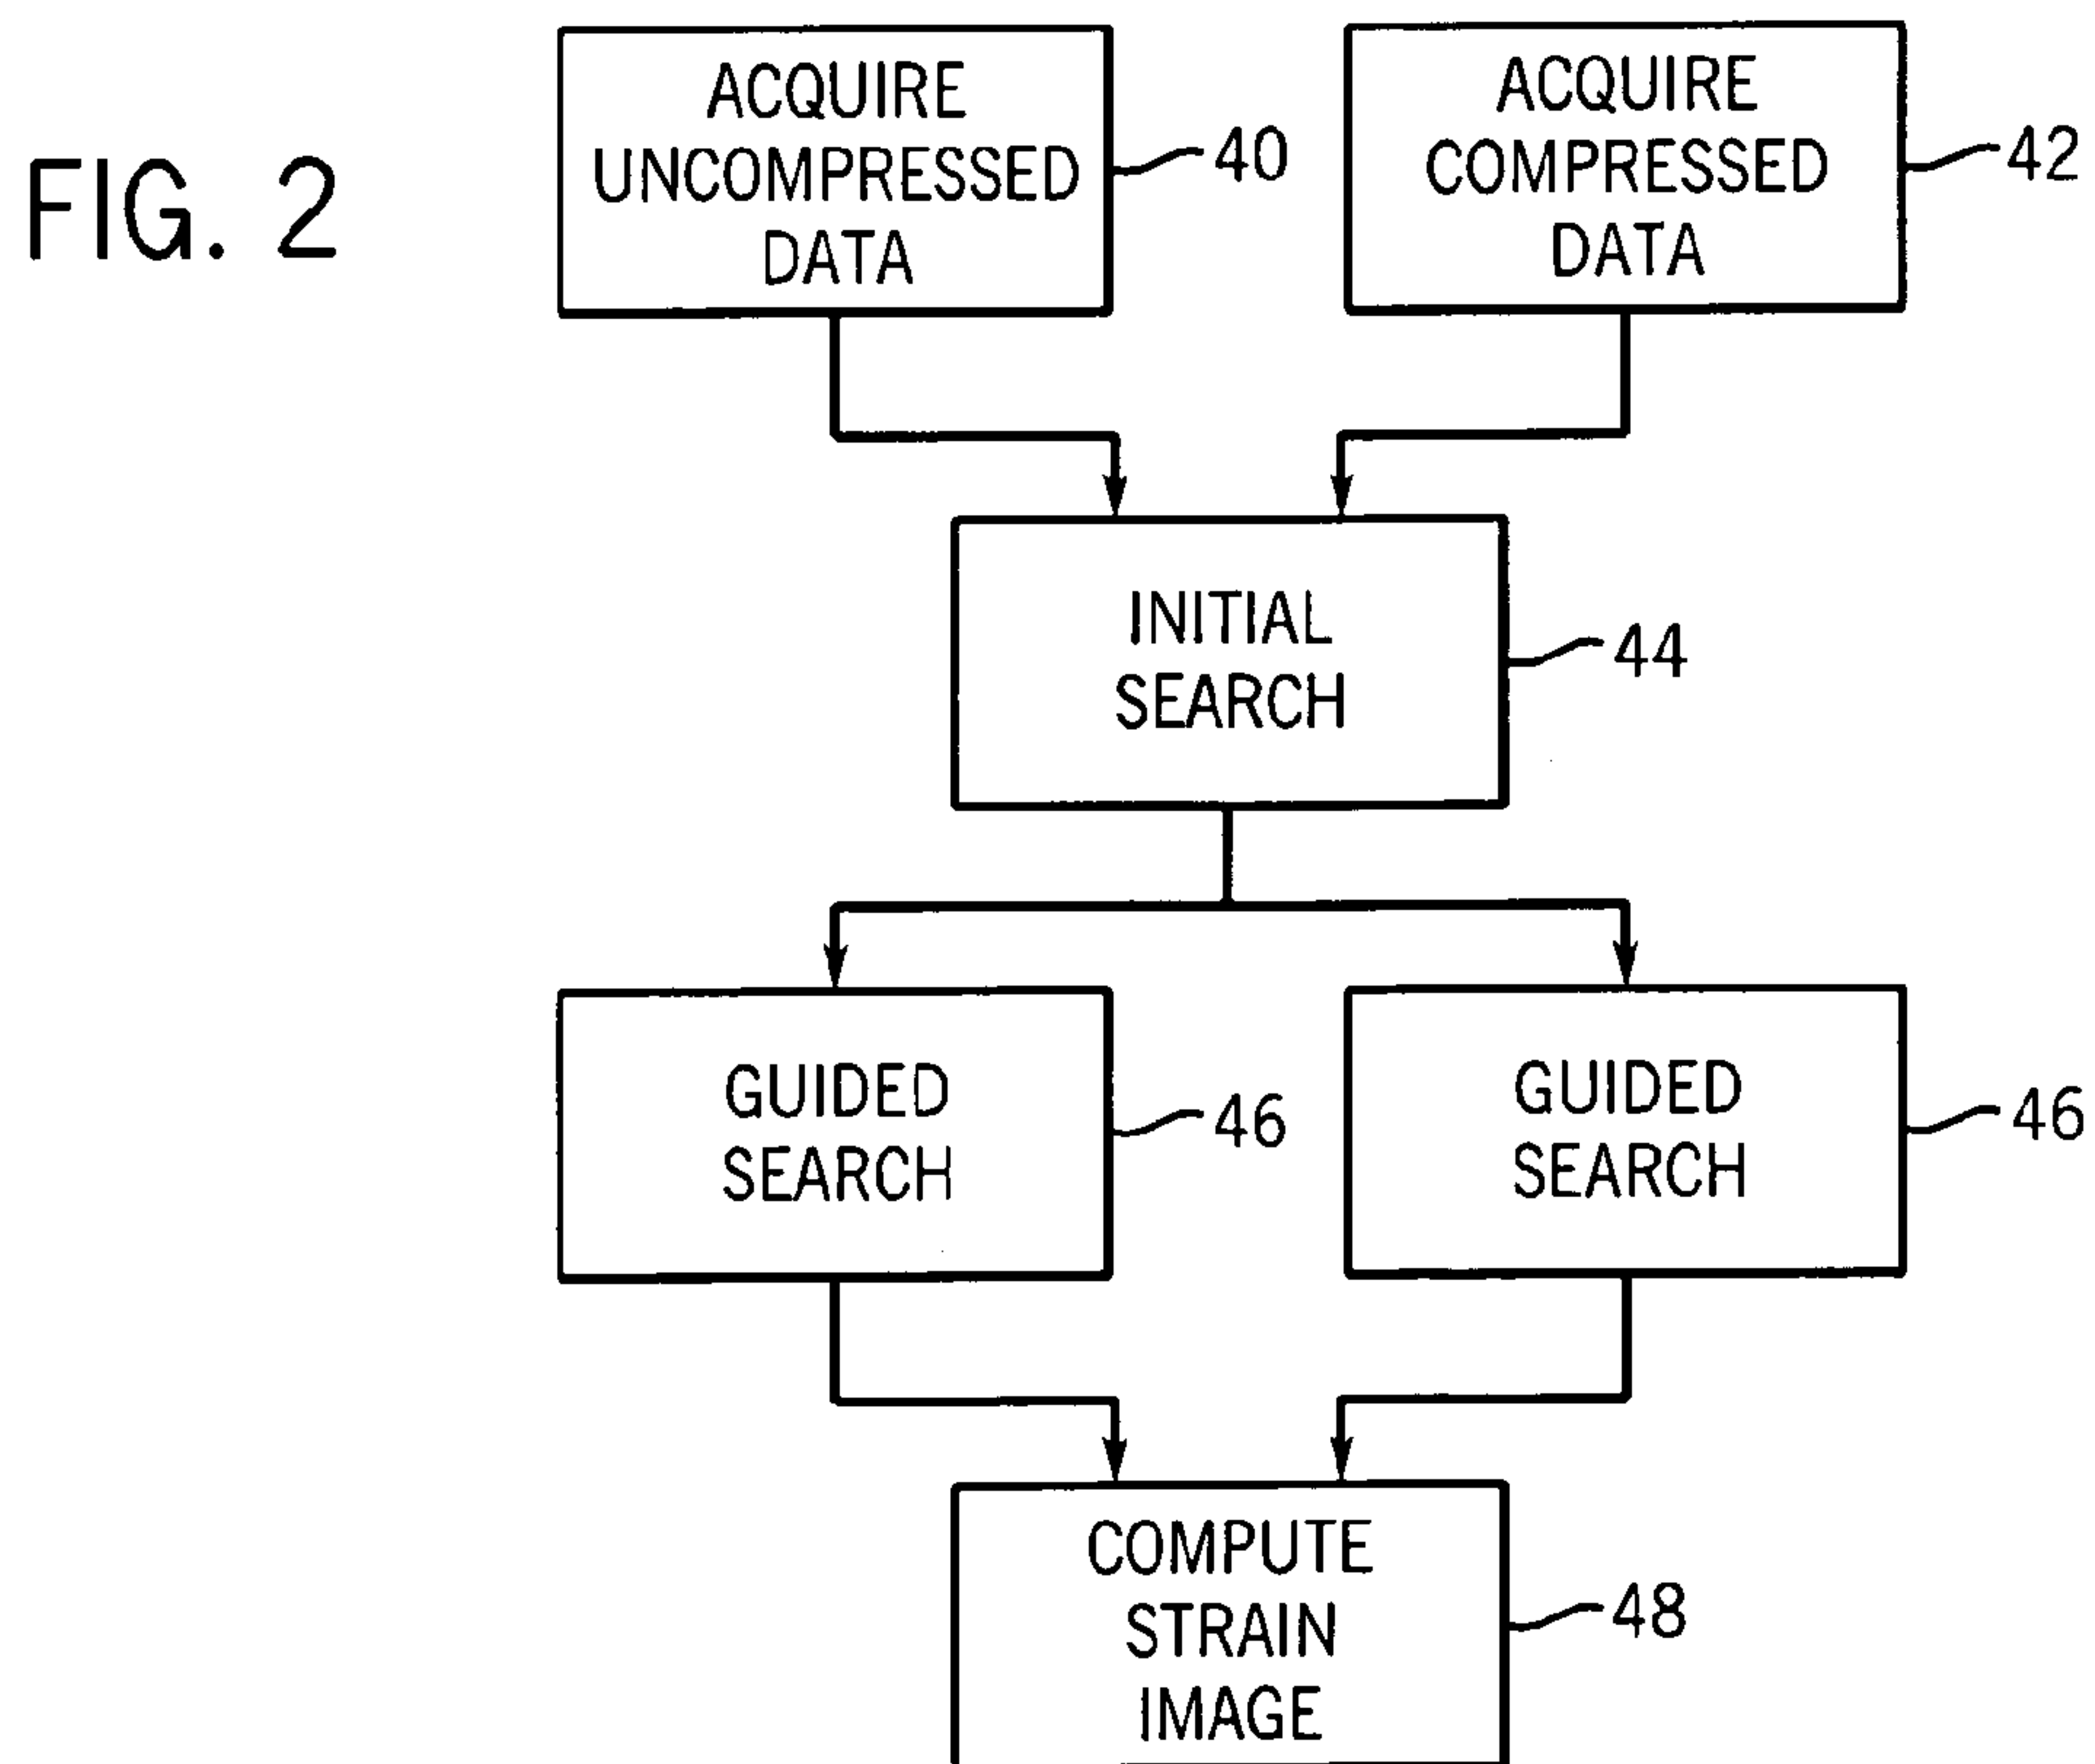 FIG. 2
ACQUIRE
UNCOMPRESSED
DATA
40
ACQUIRE
COMPRESSED
DATA
42
INITIAL
SEARCH
44
GUIDED
SEARCH
46
GUIDED
SEARCH
46
COMPUTE
STRAIN
IMAGE
48